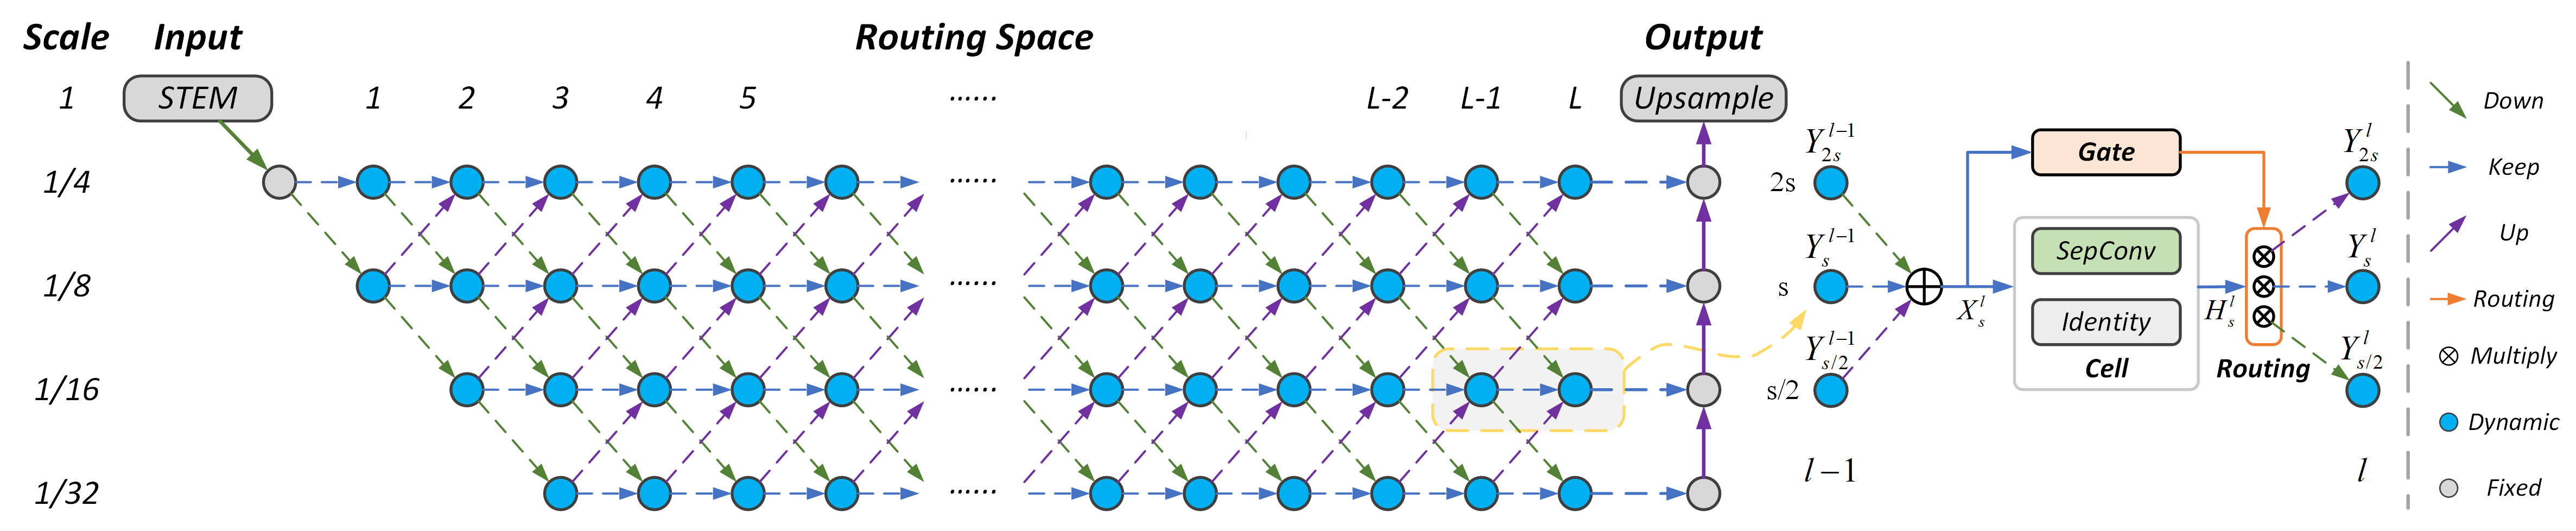 Scale Input Routing Space Output
1 STEM 1 2 3 4 5 ...... L-2 L-1 L Upsample
1/4 ......
1/8 ......
1/16 ......
1/32 ......
2s
s
s/2
Y_{2s}^{l-1}
Y_{s}^{l-1}
Y_{s/2}^{l-1}
l-1
X_{s}^{l}
Gate
SepConv
Identity
Cell
H_{s}^{l}
Routing
Y_{2s}^{l}
Y_{s}^{l}
Y_{s/2}^{l}
l
Down
Keep
Up
Routing
Multiply
Dynamic
Fixed